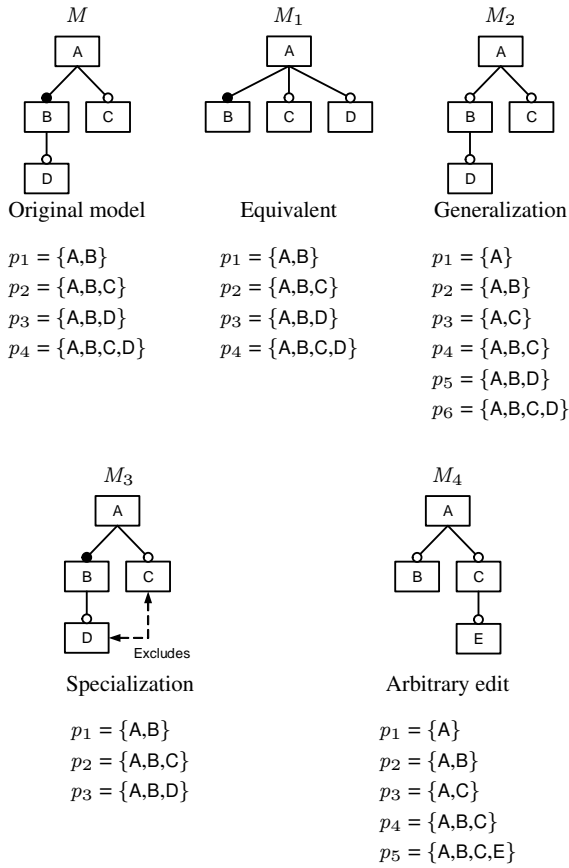 M M₁ M₂
A A A
B C B C D B C
D D
Original model Equivalent Generalization
p₁ = {A,B} p₁ = {A,B} p₁ = {A}
p₂ = {A,B,C} p₂ = {A,B,C} p₂ = {A,B}
p₃ = {A,B,D} p₃ = {A,B,D} p₃ = {A,C}
p₄ = {A,B,C,D} p₄ = {A,B,C,D} p₄ = {A,B,C}
p₅ = {A,B,D}
p₆ = {A,B,C,D}
M₃ M₄
A A
B C B C
D E
Excludes
Specialization Arbitrary edit
p₁ = {A,B} p₁ = {A}
p₂ = {A,B,C} p₂ = {A,B}
p₃ = {A,B,D} p₃ = {A,C}
p₄ = {A,B,C}
p₅ = {A,B,C,E}